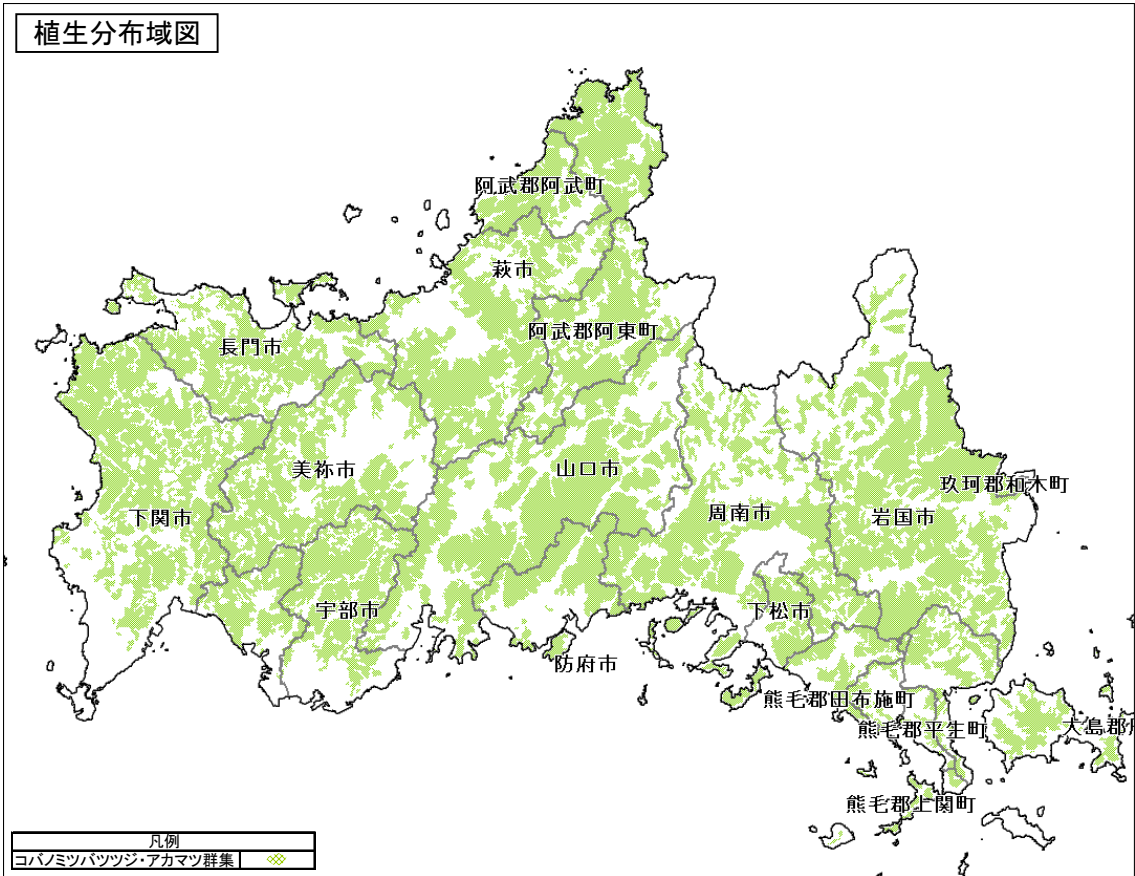 植生分布域図
阿武郡阿武町
萩市
阿武郡阿東町
長門市
美祢市
山口市
玖珂郡和木町
周南市
岩国市
下関市
宇部市
下松市
防府市
熊毛郡田布施町
熊毛郡平生町
大島郡
熊毛郡上関町
凡例
コバノミツバツツジ・アカマツ群集